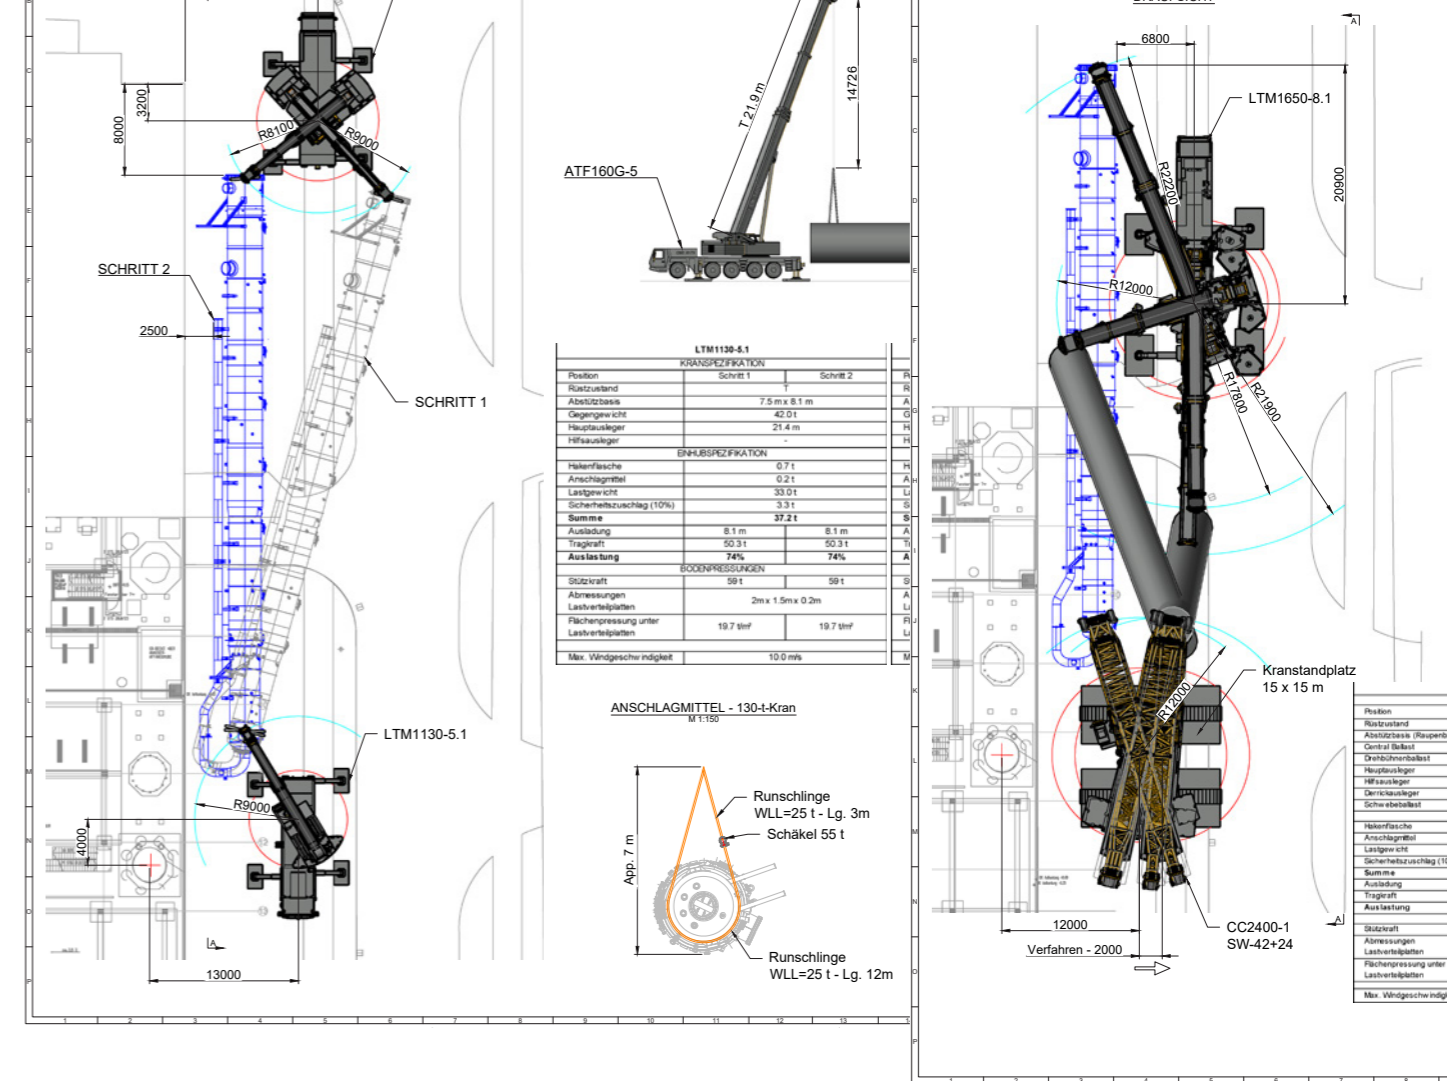 3200
8000
R8100
R9000
SCHRITT 2
2500
SCHRITT 1
LTM1130-5.1
R9000
4000
A
13000
T 21.9 m
14726
ATF160G-5
LTM1130-5.1
KRANSPEZIFIKATION
Position Schritt 1 Schritt 2
Rüstzustand T
Abstützbasis 7.5 m x 8.1 m
Gegengewicht 42.0 t
Hauptausleger 21.4 m
Hilfsausleger -
EINHUBSPEZIFIKATION
Hakenflasche 0.7 t
Anschlagmittel 0.2 t
Lastgewicht 33.0 t
Sicherheitszuschlag (10%) 3.3 t
Summe 37.2 t
Ausladung 8.1 m 8.1 m
Tragkraft 50.3 t 50.3 t
Auslastung 74% 74%
BODENPRESSUNGEN
Stützkraft 59 t 59 t
Abmessungen
Lastverteilplatten 2m x 1.5m x 0.2m
Flächenpressung unter
Lastverteilplatten 19.7 t/m² 19.7 t/m²
Max. Windgeschwindigkeit 10.0 m/s
ANSCHLAGMITTEL - 130-t-Kran
M 1:150
Runschlinge
WLL=25 t - Lg. 3m
Schäkel 55 t
App. 7 m
Runschlinge
WLL=25 t - Lg. 12m
A
6800
LTM1650-8.1
R22200
20900
R12000
R17800
R21900
Kranstandplatz
15 x 15 m
R12000
12000
Verfahren - 2000
CC2400-1
SW-42+24
A
Position
Rüstzustand
Abstützbasis (Raupenb
Central Ballast
Drehbühnenballast
Hauptausleger
Hilfsausleger
Derrickausleger
Schwebeballast
Hakenflasche
Anschlagmittel
Lastgewicht
Sicherheitszuschlag (10
Summe
Ausladung
Tragkraft
Auslastung
Stützkraft
Abmessungen
Lastverteilplatten
Flächenpressung unter
Lastverteilplatten
Max. Windgeschwindigk